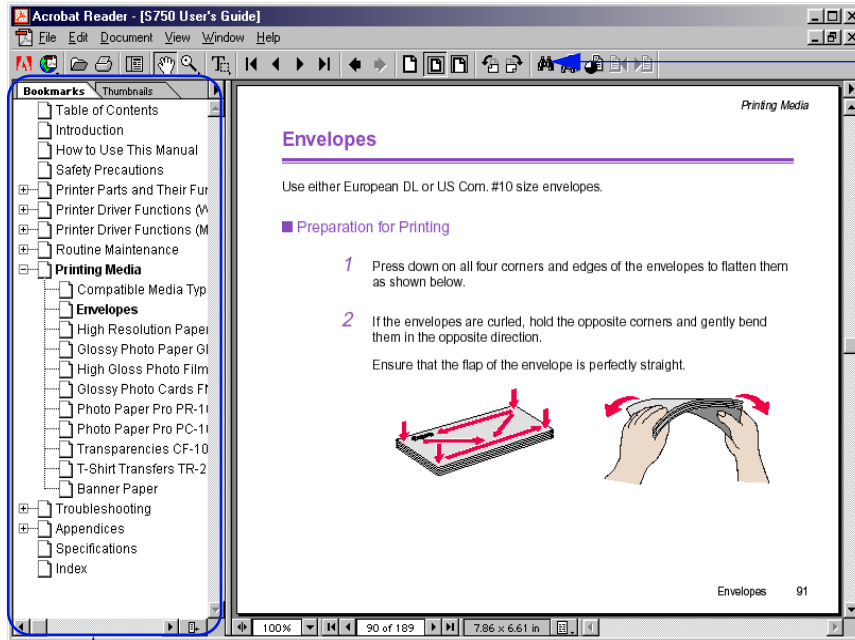 Acrobat Reader - [S750 User's Guide]
File Edit Document View Window Help
Bookmarks Thumbnails
Table of Contents
Introduction
How to Use This Manual
Safety Precautions
Printer Parts and Their Fur
Printer Driver Functions (W
Printer Driver Functions (M
Routine Maintenance
Printing Media
Compatible Media Typ
Envelopes
High Resolution Paper
Glossy Photo Paper Gl
High Gloss Photo Film
Glossy Photo Cards FM
Photo Paper Pro PR-10
Photo Paper Pro PC-10
Transparencies CF-10
T-Shirt Transfers TR-2
Banner Paper
Troubleshooting
Appendices
Specifications
Index
Printing Media
Envelopes
Use either European DL or US Com. #10 size envelopes.
Preparation for Printing
1 Press down on all four corners and edges of the envelopes to flatten them
as shown below.
2 If the envelopes are curled, hold the opposite corners and gently bend
them in the opposite direction.
Ensure that the flap of the envelope is perfectly straight.
Envelopes 91
100% 90 of 189 7.86 x 6.61 in